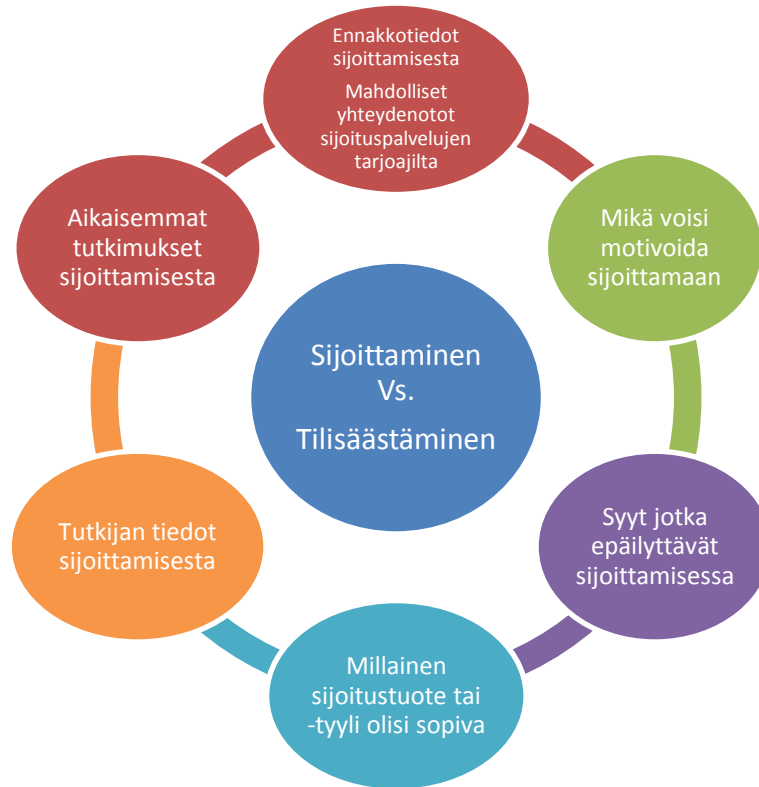 Ennakkotiedot
sijoittamisesta
Mahdolliset
yhteydenotot
sijoituspalvelujen
tarjoajilta
Aikaisemmat
tutkimukset
sijoittamisesta
Mikä voisi
motivoida
sijoittamaan
Sijoittaminen
Vs.
Tilisäästäminen
Tutkijan tiedot
sijoittamisesta
Syyt jotka
epäilyttävät
sijoittamisessa
Millainen
sijoitustuote tai
-tyyli olisi sopiva